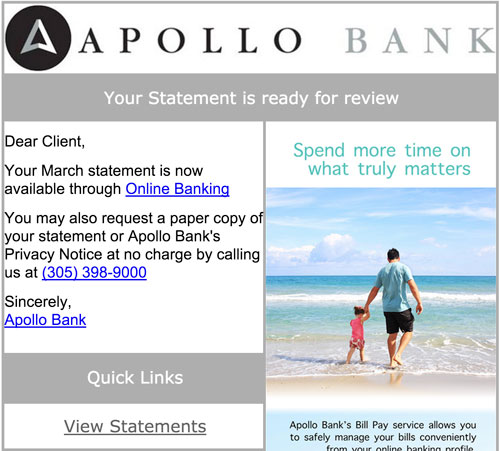 APOLLO BANK
Your Statement is ready for review
Dear Client,
Your March statement is now
available through Online Banking
You may also request a paper copy of
your statement or Apollo Bank's
Privacy Notice at no charge by calling
us at (305) 398-9000
Sincerely,
Apollo Bank
Quick Links
View Statements
Spend more time on
what truly matters
Apollo Bank's Bill Pay service allows you
to safely manage your bills conveniently
from your online banking profile.